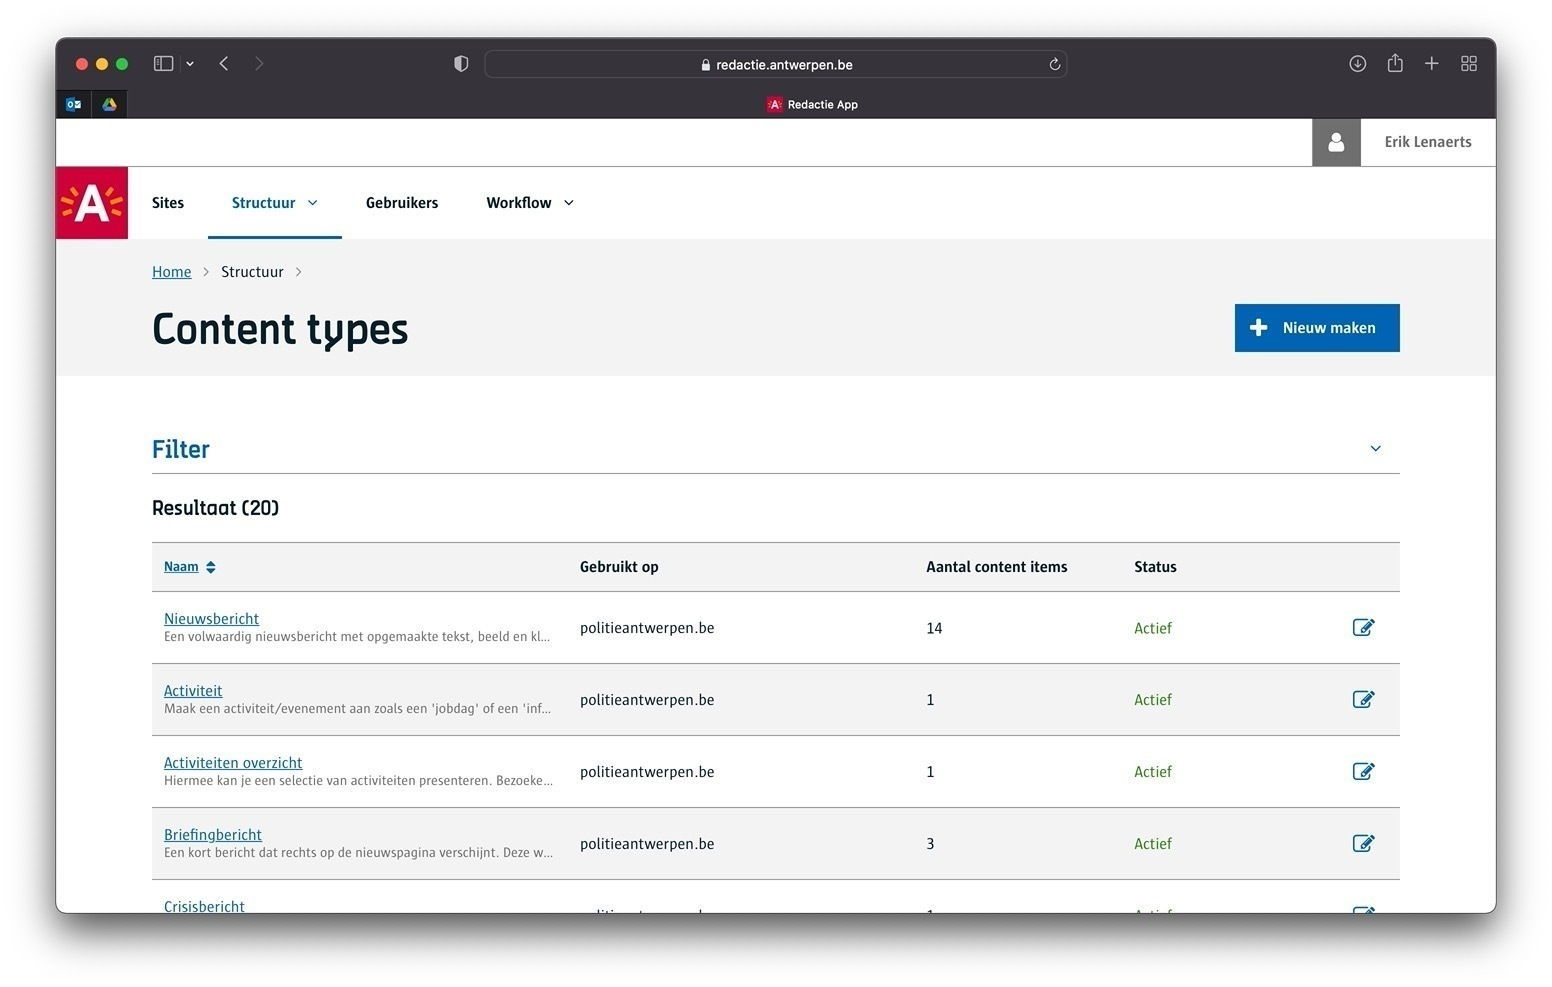 redactie.antwerpen.be
Redactie App
Erik Lenaerts
A Sites Structuur Gebruikers Workflow
Home > Structuur >
Content types
Nieuw maken
Filter
Resultaat (20)
Naam Gebruikt op Aantal content items Status
Nieuwsbericht
Een volwaardig nieuwsbericht met opgemaakte tekst, beeld en kl...
politieantwerpen.be 14 Actief
Activiteit
Maak een activiteit/evenement aan zoals een 'jobdag' of een 'inf...
politieantwerpen.be 1 Actief
Activiteiten overzicht
Hiermee kan je een selectie van activiteiten presenteren. Bezoeke...
politieantwerpen.be 1 Actief
Briefingbericht
Een kort bericht dat rechts op de nieuwspagina verschijnt. Deze w...
politieantwerpen.be 3 Actief
Crisisbericht